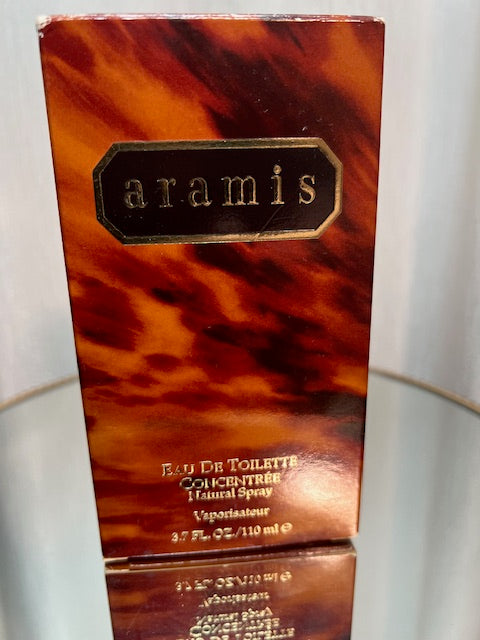 aramis
EAU DE TOILETTE
CONCENTRÉE
Natural Spray
Vaporisateur
3.7 FL. OZ./110 ml ℮